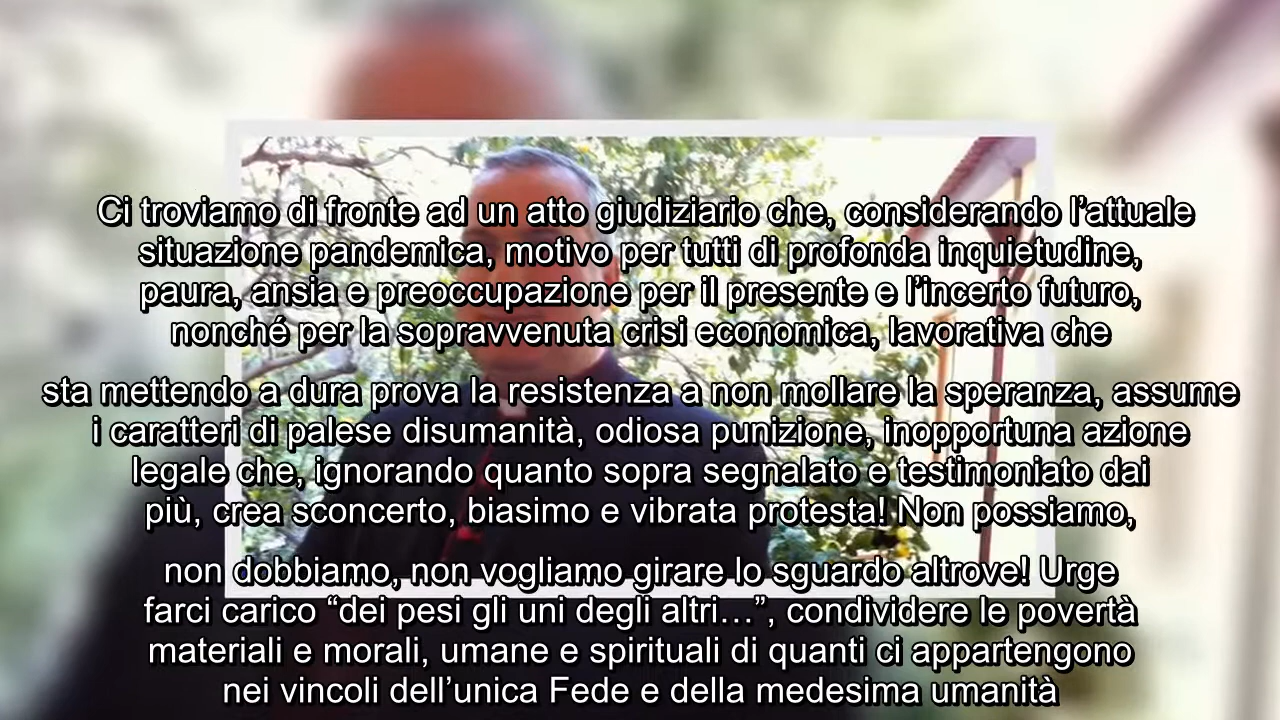 Ci troviamo di fronte ad un atto giudiziario che, considerando l’attuale
situazione pandemica, motivo per tutti di profonda inquietudine,
paura, ansia e preoccupazione per il presente e l’incerto futuro,
nonché per la sopravvenuta crisi economica, lavorativa che
sta mettendo a dura prova la resistenza a non mollare la speranza, assume
i caratteri di palese disumanità, odiosa punizione, inopportuna azione
legale che, ignorando quanto sopra segnalato e testimoniato dai
più, crea sconcerto, biasimo e vibrata protesta! Non possiamo,
non dobbiamo, non vogliamo girare lo sguardo altrove! Urge
farci carico “dei pesi gli uni degli altri…”, condividere le povertà
materiali e morali, umane e spirituali di quanti ci appartengono
nei vincoli dell’unica Fede e della medesima umanità